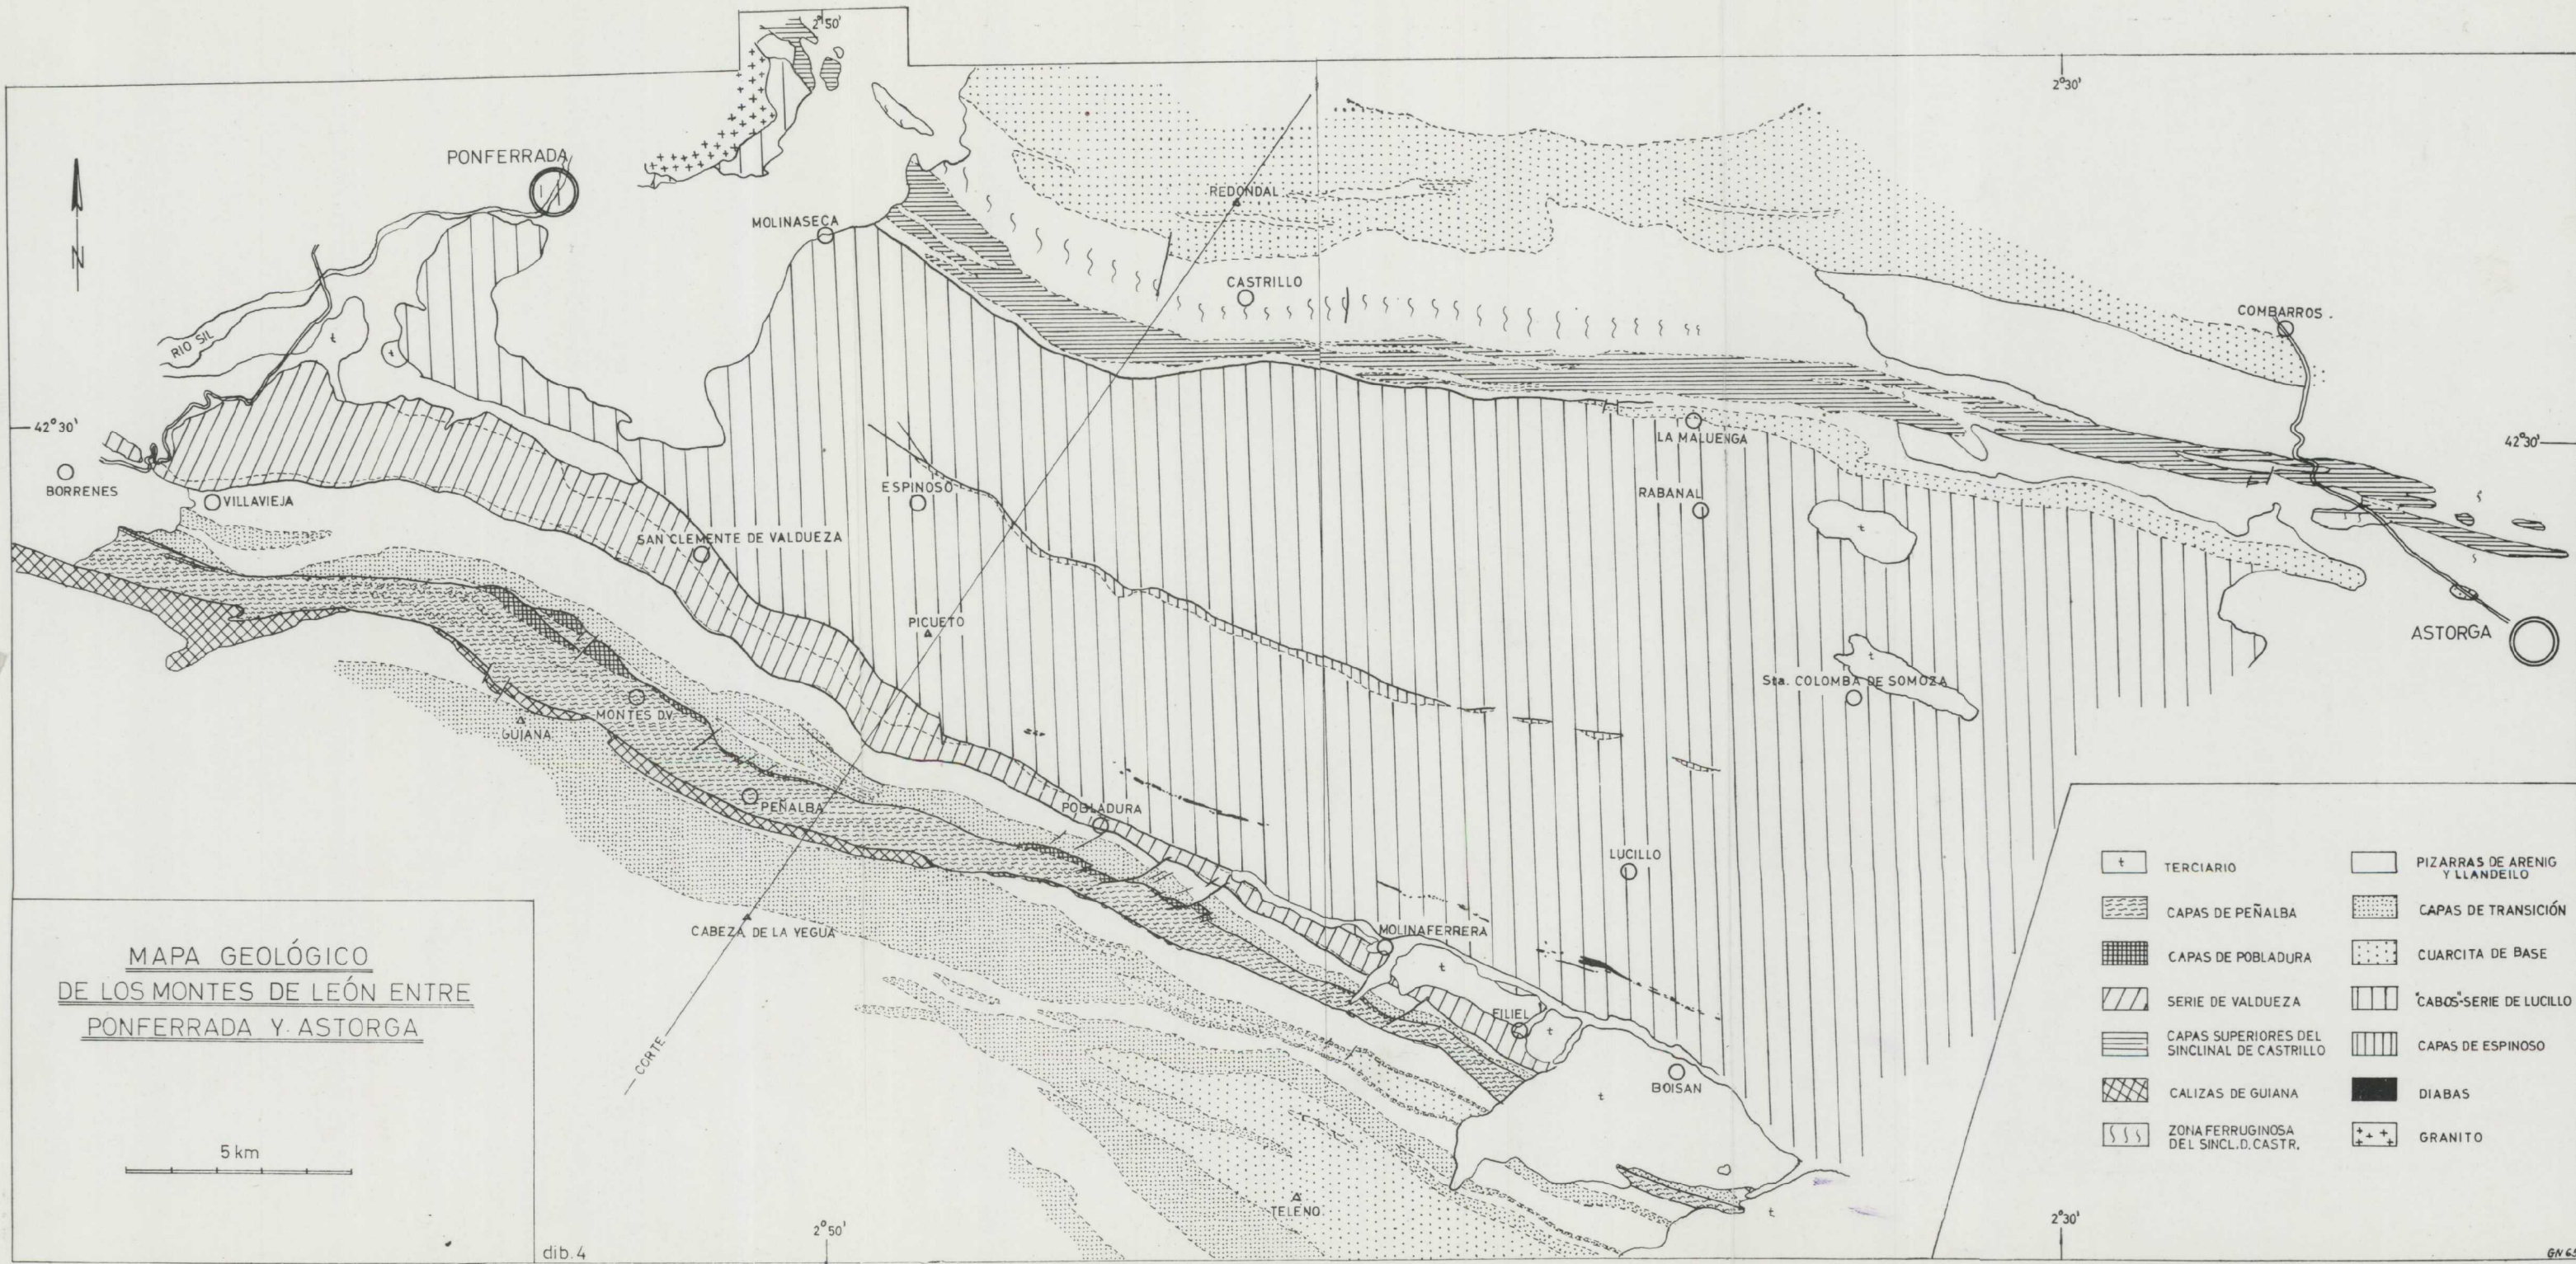 2°50'
2°30'
PONFERRADA
N
REDONDAL
MOLINASECA
CASTRILLO
COMBARROS
RIO SIL
t
t
42°30'
42°30'
LA MALUENGA
BORRENES
VILLAVIEJA
ESPINOSO
RABANAL
t
SAN CLEMENTE DE VALDUEZA
PICUETO
ASTORGA
t
Sta. COLOMBA DE SOMOZA
MONTES D.V.
GUIANA
PEÑALBA
POBLADURA
LUCILLO
CABEZA DE LA YEGUA
MOLINAFERRERA
t
FILIEL
t
CORTE
BOISAN
t
TELENO
t
2°50'
2°30'
MAPA GEOLÓGICO
DE LOS MONTES DE LEÓN ENTRE
PONFERRADA Y ASTORGA
5 km
dib.4
t TERCIARIO
CAPAS DE PEÑALBA
CAPAS DE POBLADURA
SERIE DE VALDUEZA
CAPAS SUPERIORES DEL
SINCLINAL DE CASTRILLO
CALIZAS DE GUIANA
ZONA FERRUGINOSA
DEL SINCL.D.CASTR.
PIZARRAS DE ARENIG
Y LLANDEILO
CAPAS DE TRANSICIÓN
CUARCITA DE BASE
"CABOS"-SERIE DE LUCILLO
CAPAS DE ESPINOSO
DIABAS
GRANITO
GN 65